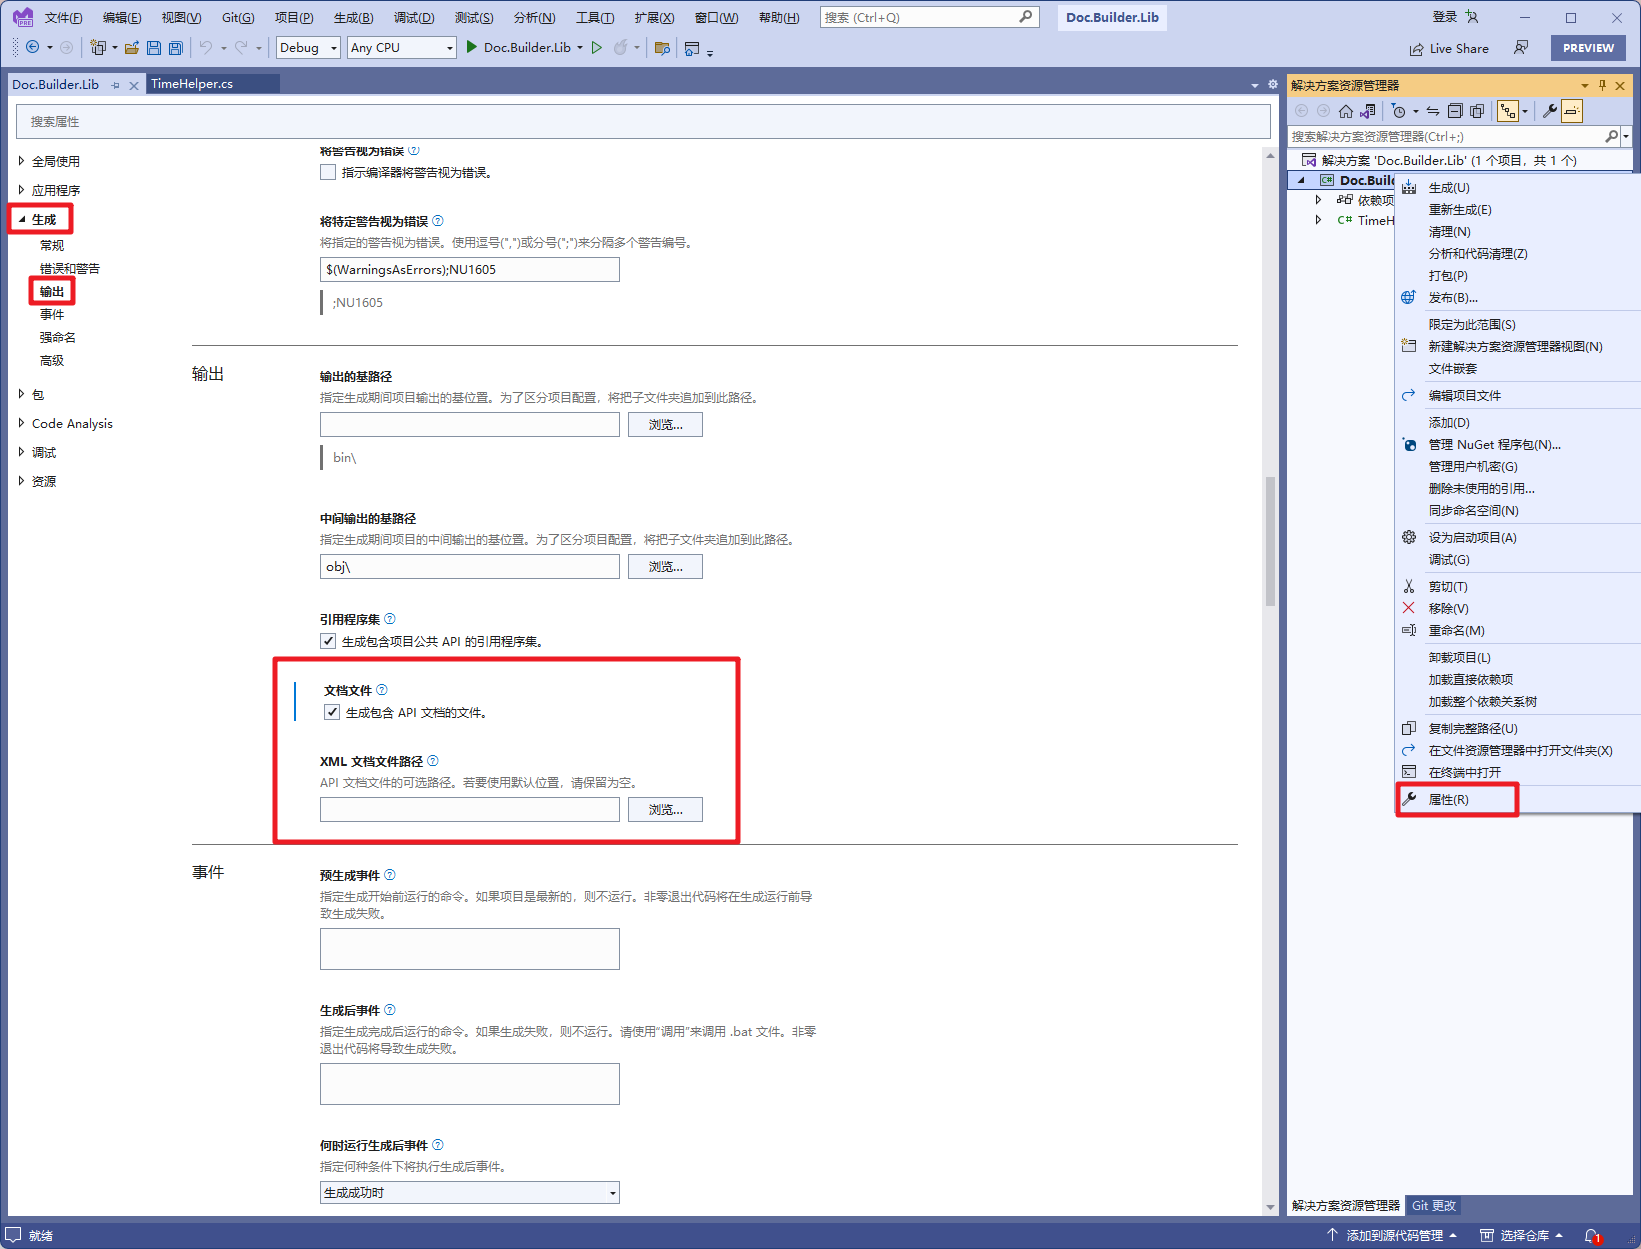 文件(F) 编辑(E) 视图(V) Git(G) 项目(P) 生成(B) 调试(D) 测试(S) 分析(N) 工具(T) 扩展(X) 窗口(W) 帮助(H) 搜索 (Ctrl+Q) Doc.Builder.Lib 登录
Debug Any CPU Doc.Builder.Lib Live Share PREVIEW
Doc.Builder.Lib TimeHelper.cs
搜索属性
全局使用
应用程序
生成
常规
错误和警告
输出
事件
强命名
高级
包
Code Analysis
调试
资源
将警告视为错误
指示编译器将警告视为错误。
将特定警告视为错误
将指定的警告视为错误。使用逗号(",")或分号(";")来分隔多个警告编号。
$(WarningsAsErrors);NU1605
;NU1605
输出
输出的基路径
指定生成期间项目输出的基位置。为了区分项目配置，将把子文件夹追加到此路径。
浏览...
bin\
中间输出的基路径
指定生成期间项目的中间输出的基位置。为了区分项目配置，将把子文件夹追加到此路径。
obj\ 浏览...
引用程序集
生成包含项目公共 API 的引用程序集。
文档文件
生成包含 API 文档的文件。
XML 文档文件路径
API 文档文件的可选路径。若要使用默认位置，请保留为空。
浏览...
事件
预生成事件
指定生成开始前运行的命令。如果项目是最新的，则不运行。非零退出代码将在生成运行前导
致生成失败。
生成后事件
指定生成完成后运行的命令。如果生成失败，则不运行。请使用"调用"来调用 .bat 文件。非零
退出代码将导致生成失败。
何时运行生成后事件
指定何种条件下将执行生成后事件。
生成成功时
解决方案资源管理器
搜索解决方案资源管理器(Ctrl+;)
解决方案 'Doc.Builder.Lib' (1 个项目，共 1 个)
C# Doc.Buil
依赖项
C# TimeH
生成(U)
重新生成(E)
清理(N)
分析和代码清理(Z)
打包(P)
发布(B)...
限定为此范围(S)
新建解决方案资源管理器视图(N)
文件嵌套
编辑项目文件
添加(D)
管理 NuGet 程序包(N)...
管理用户机密(G)
删除未使用的引用...
同步命名空间(N)
设为启动项目(A)
调试(G)
剪切(T)
移除(V)
重命名(M)
卸载项目(L)
加载直接依赖项
加载整个依赖关系树
复制完整路径(U)
在文件资源管理器中打开文件夹(X)
在终端中打开
属性(R)
解决方案资源管理器 Git 更改
就绪 添加到源代码管理 选择仓库 1